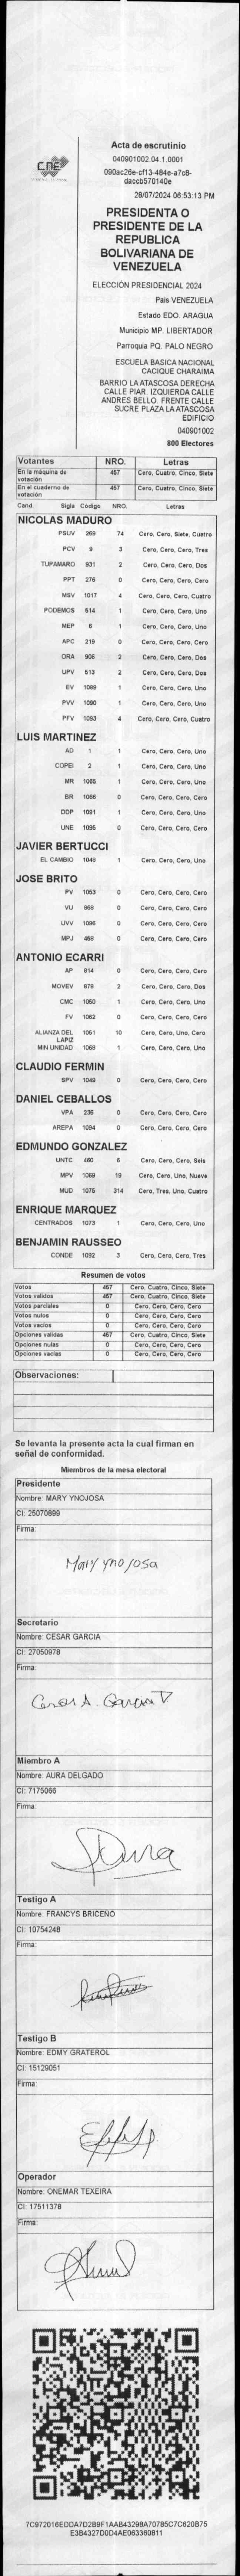 CNE
Acta de escrutinio
040901002.04.1.0001
090ac26e-cf13-484e-a7c8-
daccb570140e
28/07/2024 06:53:13 PM
PRESIDENTA O
PRESIDENTE DE LA
REPUBLICA
BOLIVARIANA DE
VENEZUELA
ELECCIÓN PRESIDENCIAL 2024
País VENEZUELA
Estado EDO. ARAGUA
Municipio MP. LIBERTADOR
Parroquia PQ. PALO NEGRO
ESCUELA BASICA NACIONAL
CACIQUE CHARAIMA
BARRIO LA ATASCOSA DERECHA
CALLE PIAR. IZQUIERDA CALLE
ANDRES BELLO. FRENTE CALLE
SUCRE PLAZA LA ATASCOSA
EDIFICIO
040901002
800 Electores
Votantes NRO. Letras
En la máquina de votación 457 Cero, Cuatro, Cinco, Siete
En el cuaderno de votación 457 Cero, Cuatro, Cinco, Siete
Cand. Sigla Código NRO. Letras
NICOLAS MADURO
PSUV 269 74 Cero, Cero, Siete, Cuatro
PCV 9 3 Cero, Cero, Cero, Tres
TUPAMARO 931 2 Cero, Cero, Cero, Dos
PPT 276 0 Cero, Cero, Cero, Cero
MSV 1017 4 Cero, Cero, Cero, Cuatro
PODEMOS 514 1 Cero, Cero, Cero, Uno
MEP 6 1 Cero, Cero, Cero, Uno
APC 219 0 Cero, Cero, Cero, Cero
ORA 906 2 Cero, Cero, Cero, Dos
UPV 513 2 Cero, Cero, Cero, Dos
EV 1089 1 Cero, Cero, Cero, Uno
PVV 1090 1 Cero, Cero, Cero, Uno
PFV 1093 4 Cero, Cero, Cero, Cuatro
LUIS MARTINEZ
AD 1 1 Cero, Cero, Cero, Uno
COPEI 2 1 Cero, Cero, Cero, Uno
MR 1065 1 Cero, Cero, Cero, Uno
BR 1066 0 Cero, Cero, Cero, Cero
DDP 1091 1 Cero, Cero, Cero, Uno
UNE 1095 0 Cero, Cero, Cero, Cero
JAVIER BERTUCCI
EL CAMBIO 1048 1 Cero, Cero, Cero, Uno
JOSE BRITO
PV 1053 0 Cero, Cero, Cero, Cero
VU 868 0 Cero, Cero, Cero, Cero
UVV 1096 0 Cero, Cero, Cero, Cero
MPJ 458 0 Cero, Cero, Cero, Cero
ANTONIO ECARRI
AP 814 0 Cero, Cero, Cero, Cero
MOVEV 679 2 Cero, Cero, Cero, Dos
CMC 1050 1 Cero, Cero, Cero, Uno
FV 1062 0 Cero, Cero, Cero, Cero
ALIANZA DEL LAPIZ 1051 10 Cero, Cero, Uno, Cero
MIN UNIDAD 1068 1 Cero, Cero, Cero, Uno
CLAUDIO FERMIN
SPV 1049 0 Cero, Cero, Cero, Cero
DANIEL CEBALLOS
VPA 236 0 Cero, Cero, Cero, Cero
AREPA 1094 0 Cero, Cero, Cero, Cero
EDMUNDO GONZALEZ
UNTC 460 6 Cero, Cero, Cero, Seis
MPV 1069 19 Cero, Cero, Uno, Nueve
MUD 1075 314 Cero, Tres, Uno, Cuatro
ENRIQUE MARQUEZ
CENTRADOS 1073 1 Cero, Cero, Cero, Uno
BENJAMIN RAUSSEO
CONDE 1092 3 Cero, Cero, Cero, Tres
Resumen de votos
Votos 457 Cero, Cuatro, Cinco, Siete
Votos validos 457 Cero, Cuatro, Cinco, Siete
Votos parciales 0 Cero, Cero, Cero, Cero
Votos nulos 0 Cero, Cero, Cero, Cero
Votos vacios 0 Cero, Cero, Cero, Cero
Opciones validas 457 Cero, Cuatro, Cinco, Siete
Opciones nulas 0 Cero, Cero, Cero, Cero
Opciones vacias 0 Cero, Cero, Cero, Cero
Observaciones:
Se levanta la presente acta la cual firman en
señal de conformidad.
Miembros de la mesa electoral
Presidente
Nombre: MARY YNOJOSA
CI: 25070899
Firma:
Mary ynojosa
Secretario
Nombre: CESAR GARCIA
CI: 27050978
Firma:
Cesar A. Garcia
Miembro A
Nombre: AURA DELGADO
CI: 7175066
Firma:
Testigo A
Nombre: FRANCYS BRICEÑO
CI: 10754248
Firma:
Testigo B
Nombre: EDMY GRATEROL
CI: 15129051
Firma:
Operador
Nombre: ONEMAR TEXEIRA
CI: 17511378
Firma:
7C972016EDDA7D2B9F1AAB43298A70785C7C620B75
E3B4327D0D4AE063360811